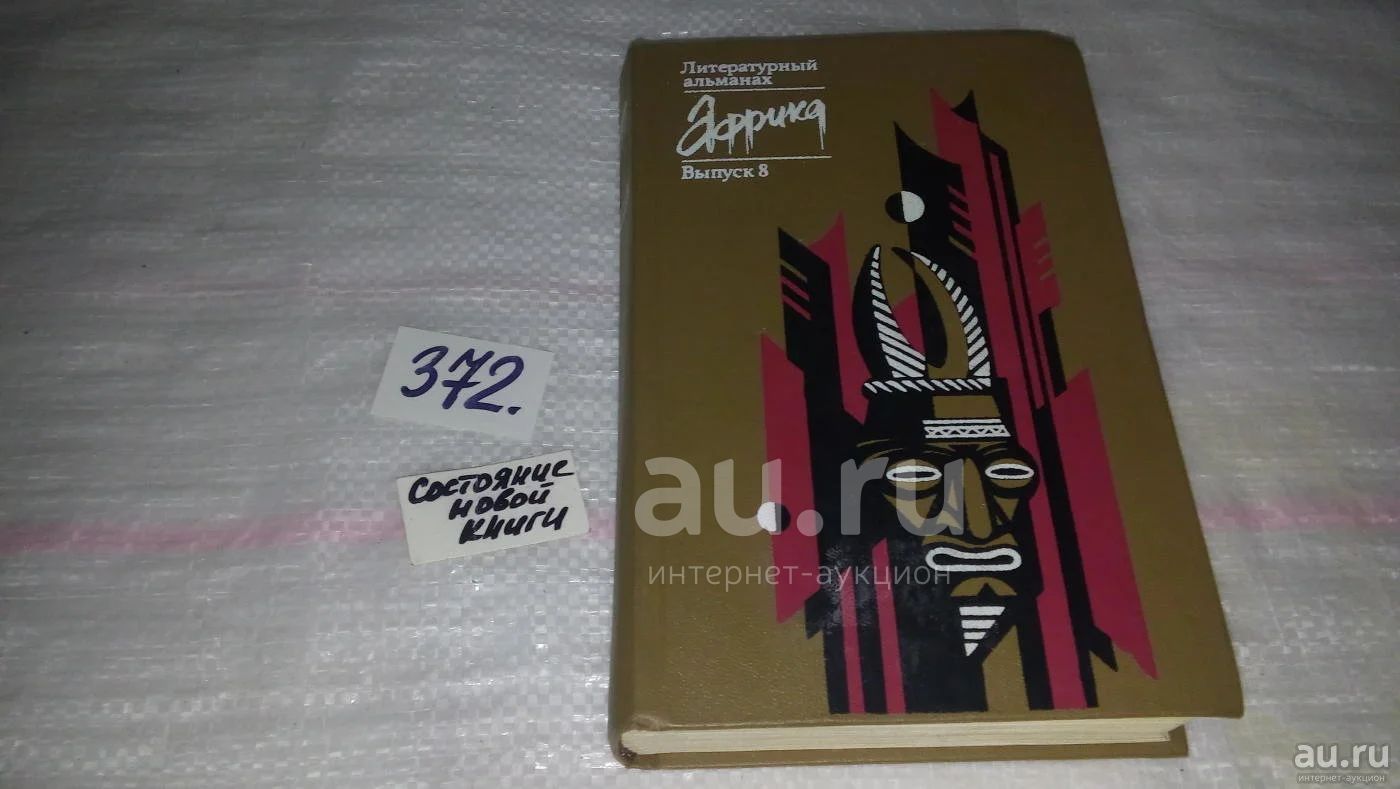 Литературный
альманах
Африка
Выпуск 8
372.
Состояние
новой
книги
au.ru
интернет-аукцион
au.ru
интернет-аукцион